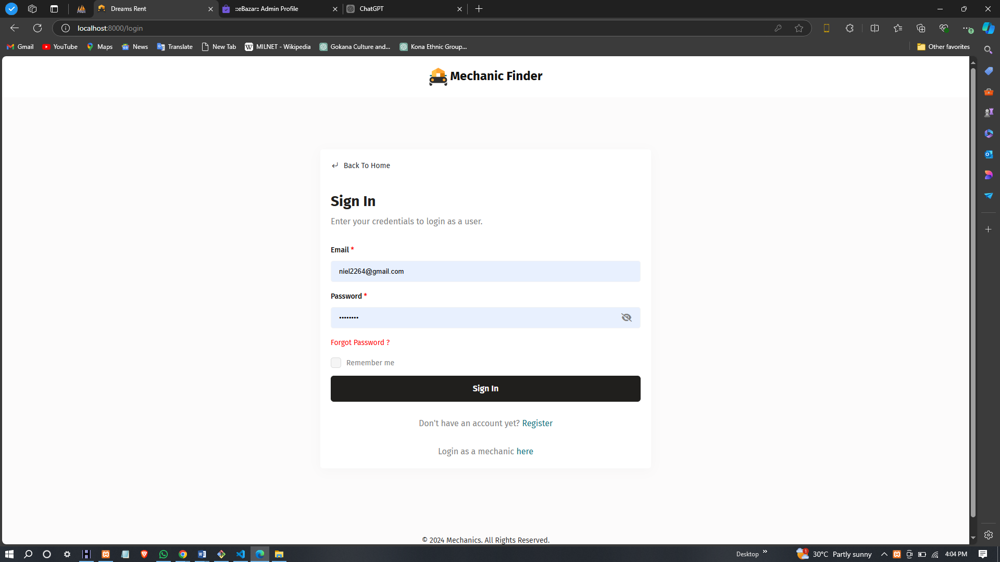 Dreams Rent
::eBazar:: Admin Profile
ChatGPT
localhost:8000/login
Gmail
YouTube
Maps
News
Translate
New Tab
MILNET - Wikipedia
Gokana Culture and...
Kona Ethnic Group...
Other favorites
Mechanic Finder
Back To Home
Sign In
Enter your credentials to login as a user.
Email *
niel2264@gmail.com
Password *
••••••••
Forgot Password ?
Remember me
Sign In
Don't have an account yet? Register
Login as a mechanic here
© 2024 Mechanics. All Rights Reserved.
Desktop
1
30°C Partly sunny
4:04 PM